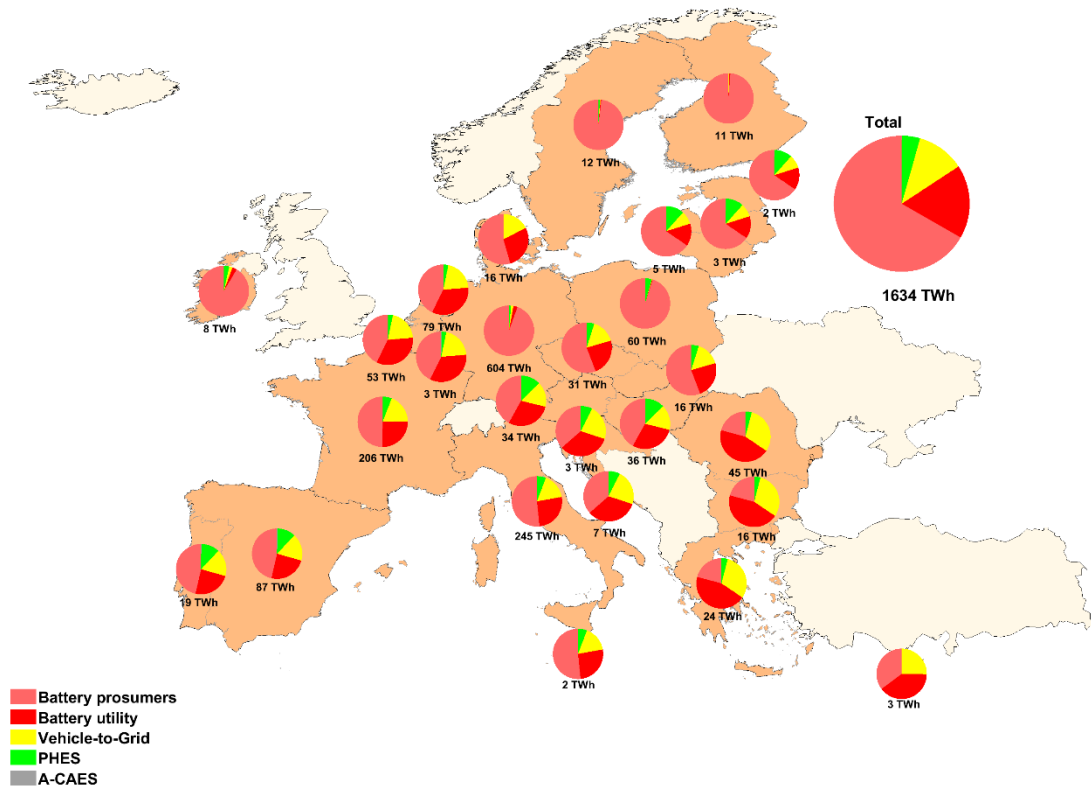 11 TWh
Total
12 TWh
2 TWh
3 TWh
5 TWh
16 TWh
1634 TWh
8 TWh
79 TWh
60 TWh
53 TWh
604 TWh
31 TWh
3 TWh
16 TWh
34 TWh
206 TWh
3 TWh
36 TWh
45 TWh
245 TWh
7 TWh
16 TWh
87 TWh
19 TWh
24 TWh
2 TWh
3 TWh
Battery prosumers
Battery utility
Vehicle-to-Grid
PHES
A-CAES